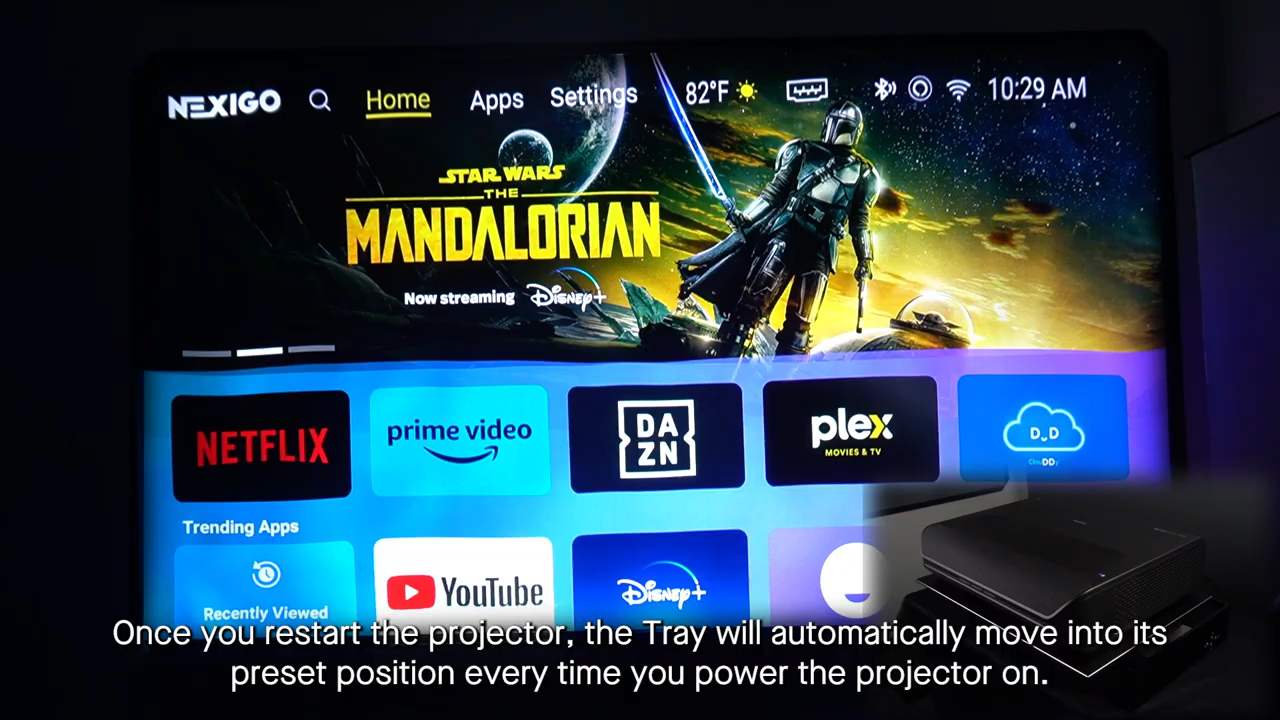 NEXIGO Home Apps Settings 82°F 10:29 AM
STAR WARS
THE
MANDALORIAN
Now streaming Disney+
NETFLIX prime video DAZN plex D_D
MOVIES & TV
Trending Apps
Recently Viewed YouTube Disney+
Once you restart the projector, the Tray will automatically move into its
preset position every time you power the projector on.